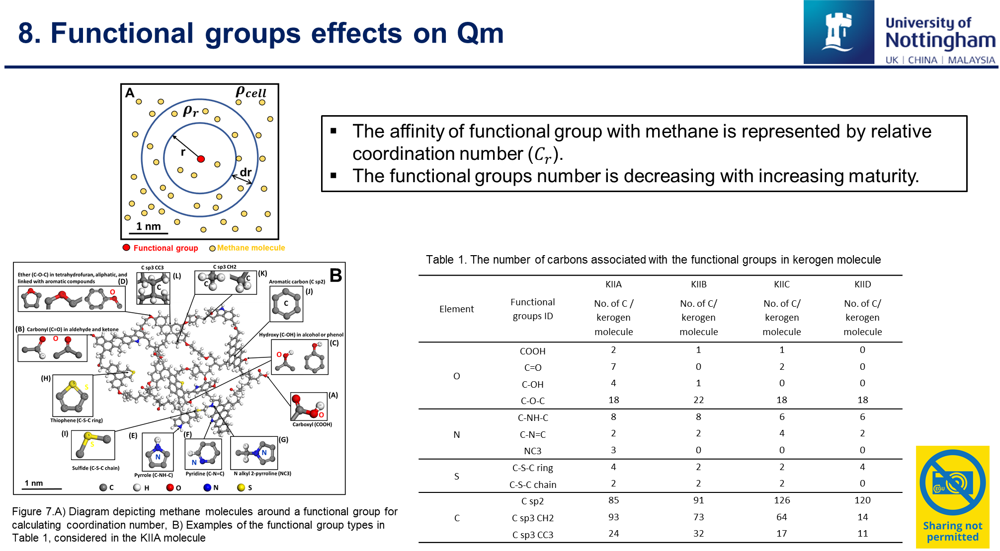 8. Functional groups effects on Qm
University of
Nottingham
UK | CHINA | MALAYSIA
A
ρcell
ρr
r
dr
1 nm
Functional group
Methane molecule
▪ The affinity of functional group with methane is represented by relative
coordination number (Cr).
▪ The functional groups number is decreasing with increasing maturity.
B
C sp3 CC3
(L)
C
C sp3 CH2
(K)
C
C
Ether (C-O-C) in tetrahydrofuran, aliphatic, and
linked with aromatic compounds
(D)
O
Aromatic carbon (C sp2)
(J)
C
(B) Carbonyl (C=O) in aldehyde and ketone
O
Hydroxy (C-OH) in alcohol or phenol
(C)
O
(H)
S
S
Thiophene (C-S-C ring)
(A)
H
O
Carboxyl (COOH)
(I)
S
S
Sulfide (C-S-C chain)
(E)
H
N
Pyrrole (C-NH-C)
(F)
N
Pyridine (C-N=C)
(G)
N
N alkyl 2-pyrroline (NC3)
1 nm
C H O N S
Figure 7.A) Diagram depicting methane molecules around a functional group for
calculating coordination number, B) Examples of the functional group types in
Table 1, considered in the KIIA molecule
Table 1. The number of carbons associated with the functional groups in kerogen molecule
KIIA KIIB KIIC KIID
Element
Functional
groups ID
No. of C /
kerogen
molecule
No. of C/
kerogen
molecule
No. of C/
kerogen
molecule
No. of C/
kerogen
molecule
O
COOH 2 1 1 0
C=O 7 0 2 0
C-OH 4 1 0 0
C-O-C 18 22 18 18
N
C-NH-C 8 8 6 6
C-N=C 2 2 4 2
NC3 3 0 0 0
S
C-S-C ring 4 2 2 4
C-S-C chain 2 2 2 0
C
C sp2 85 91 126 120
C sp3 CH2 93 73 64 14
C sp3 CC3 24 32 17 11
EGU
Sharing not
permitted